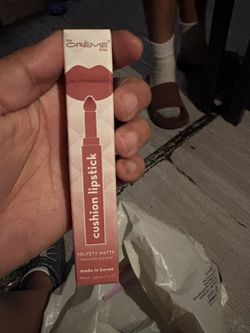 the
CRÈME
shop
cushion lipstick
VELVETY MATTE
made in korea